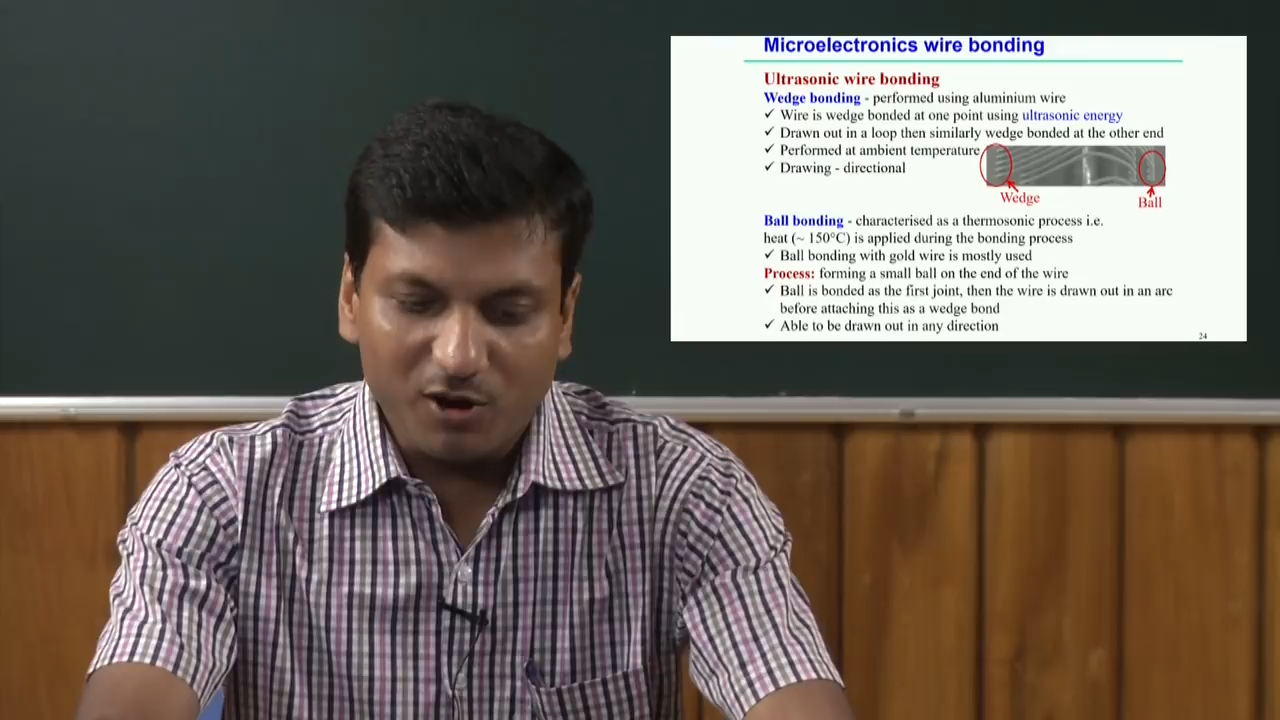 Microelectronics wire bonding
Ultrasonic wire bonding
Wedge bonding - performed using aluminium wire
✓ Wire is wedge bonded at one point using ultrasonic energy
✓ Drawn out in a loop then similarly wedge bonded at the other end
✓ Performed at ambient temperature
✓ Drawing - directional
Wedge
Ball
Ball bonding - characterised as a thermosonic process i.e.
heat (~ 150°C) is applied during the bonding process
✓ Ball bonding with gold wire is mostly used
Process: forming a small ball on the end of the wire
✓ Ball is bonded as the first joint, then the wire is drawn out in an arc
before attaching this as a wedge bond
✓ Able to be drawn out in any direction
24